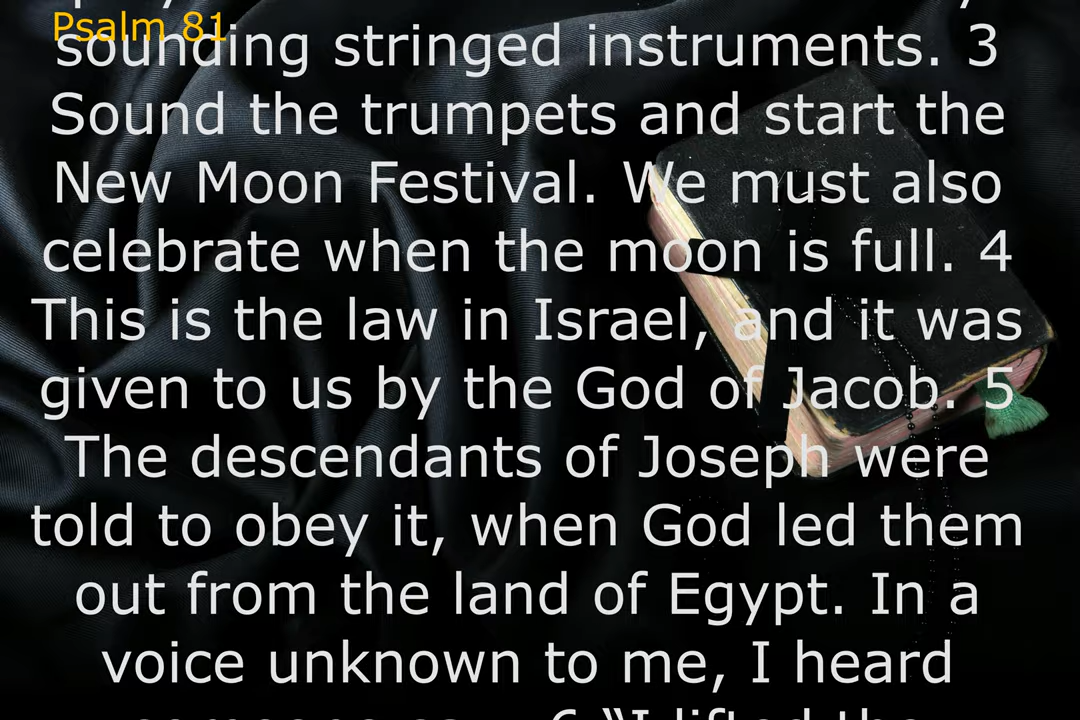 Psalm 81
sounding stringed instruments. 3
Sound the trumpets and start the
New Moon Festival. We must also
celebrate when the moon is full. 4
This is the law in Israel, and it was
given to us by the God of Jacob. 5
The descendants of Joseph were
told to obey it, when God led them
out from the land of Egypt. In a
voice unknown to me, I heard
6 “I lifted the